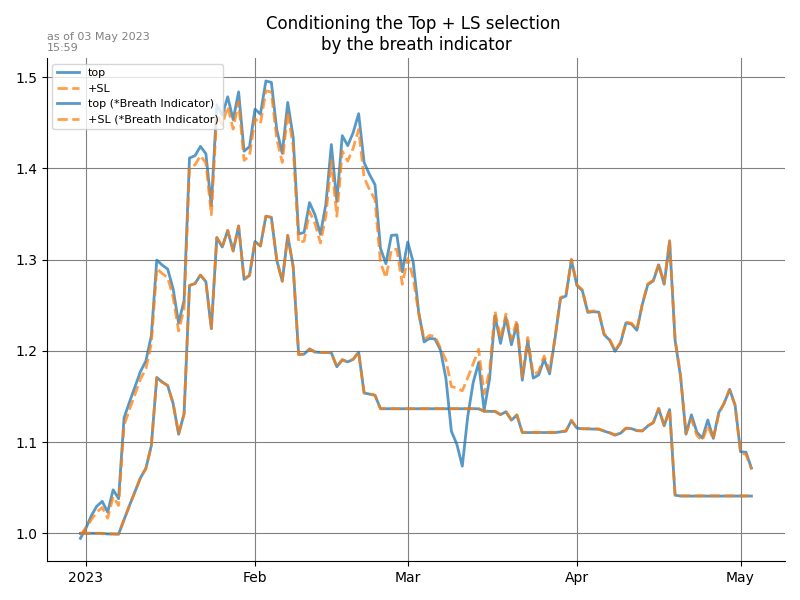 Conditioning the Top + LS selection
by the breath indicator
as of 03 May 2023
15:59
top
+SL
top (*Breath Indicator)
+SL (*Breath Indicator)
1.5
1.4
1.3
1.2
1.1
1.0
2023 Feb Mar Apr May